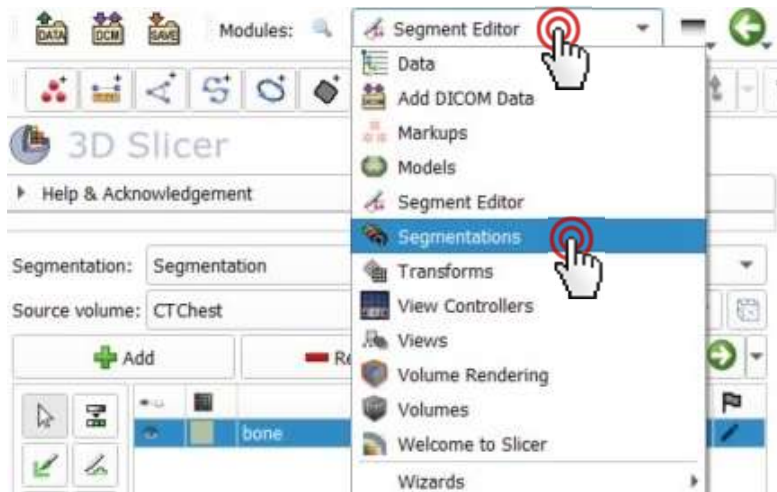 DATA DCM SAVE Modules: Segment Editor
Data
Add DICOM Data
Markups
3D Slicer
Models
Help & Acknowledgement
Segment Editor
Segmentations
Segmentation: Segmentation
Transforms
Source volume: CTChest
View Controllers
Views
Add
Re
Volume Rendering
Volumes
bone
Welcome to Slicer
Wizards